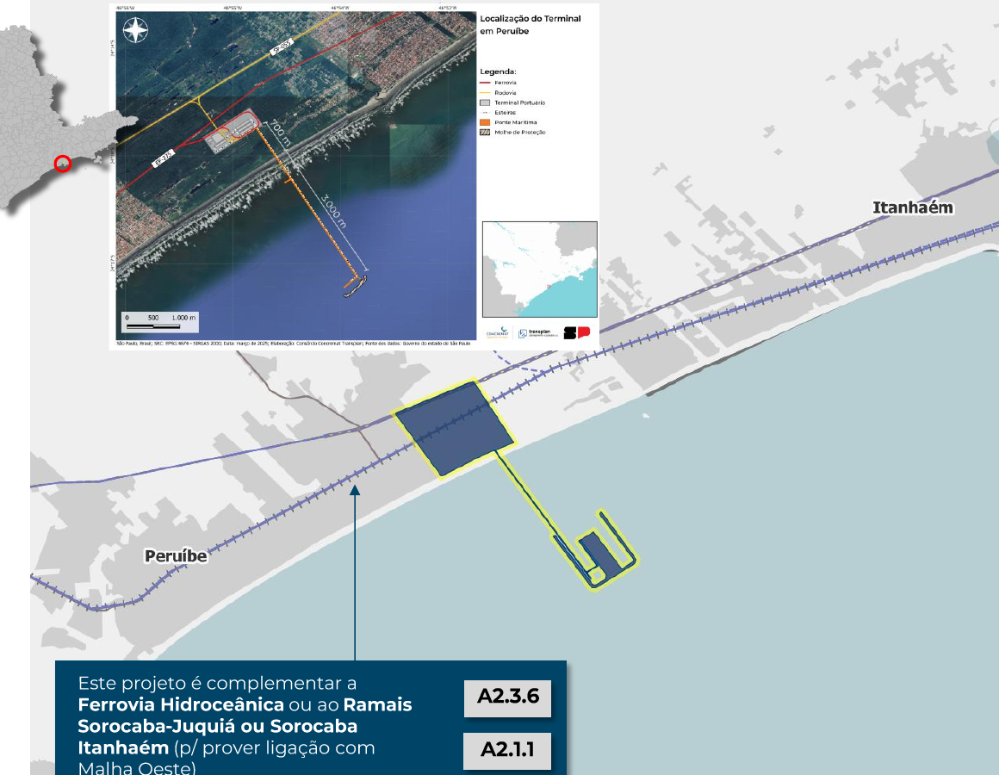 46°56'W 46°55'W 46°54'W 46°53'W
Localização do Terminal
em Peruíbe
SP-055
Legenda:
Ferrovia
Rodovia
Terminal Portuário
Esteiras
Ponte Marítima
Molhe de Proteção
700 m
3.000 m
24°17'S
0 500 1.000 m
CONCREMAT
transplan
SP
São Paulo, Brasil; SRC: EPSG:4674 - SIRGAS 2000; Data: março de 2025; Elaboração: Consórcio Concremat Transplan; Fonte dos dados: Governo do estado de São Paulo
Itanhaém
Peruíbe
Este projeto é complementar a
Ferrovia Hidroceânica ou ao Ramais
Sorocaba-Juquiá ou Sorocaba
Itanhaém (p/ prover ligação com
Malha Oeste)
A2.3.6
A2.1.1